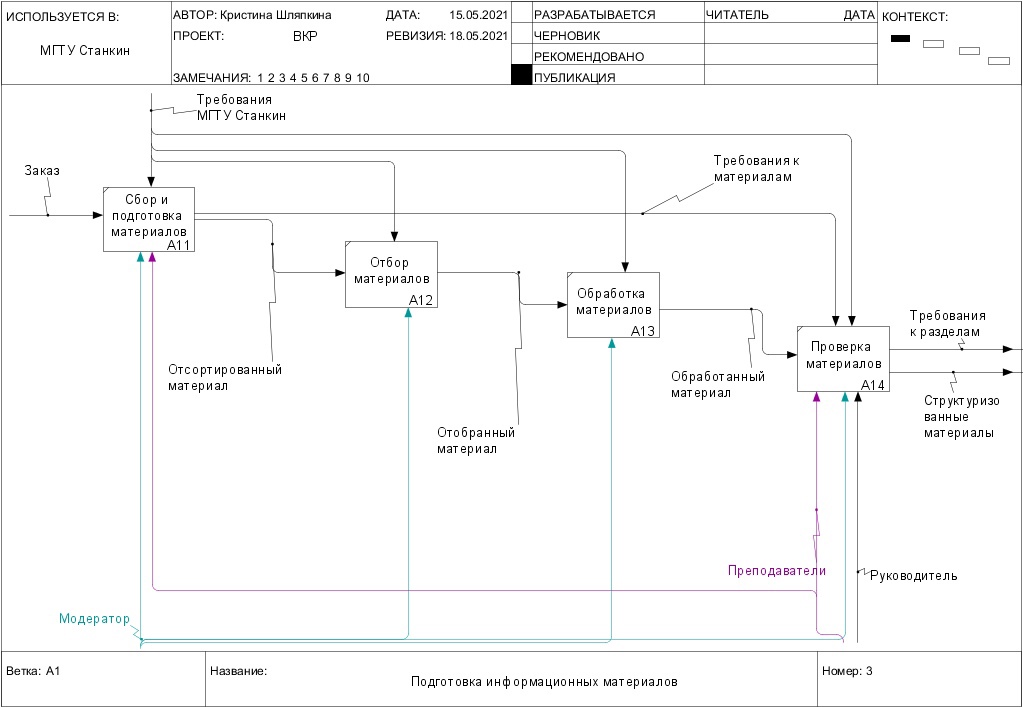 ИСПОЛЬЗУЕТСЯ В:
МГТУ Станкин
АВТОР: Кристина Шляпкина
ДАТА: 15.05.2021
ПРОЕКТ: ВКР
РЕВИЗИЯ: 18.05.2021
ЗАМЕЧАНИЯ: 1 2 3 4 5 6 7 8 9 10
РАЗРАБАТЫВАЕТСЯ
ЧЕРНОВИК
РЕКОМЕНДОВАНО
ПУБЛИКАЦИЯ
ЧИТАТЕЛЬ
ДАТА
КОНТЕКСТ:
Требования
МГТУ Станкин
Заказ
Требования к
материалам
Сбор и
подготовка
материалов
A11
Отбор
материалов
A12
Обработка
материалов
A13
Требования
к разделам
Проверка
материалов
A14
Отсортированный
материал
Обработанный
материал
Структуризо
ванные
материалы
Отобранный
материал
Преподаватели
Руководитель
Модератор
Ветка: A1
Название:
Подготовка информационных материалов
Номер: 3